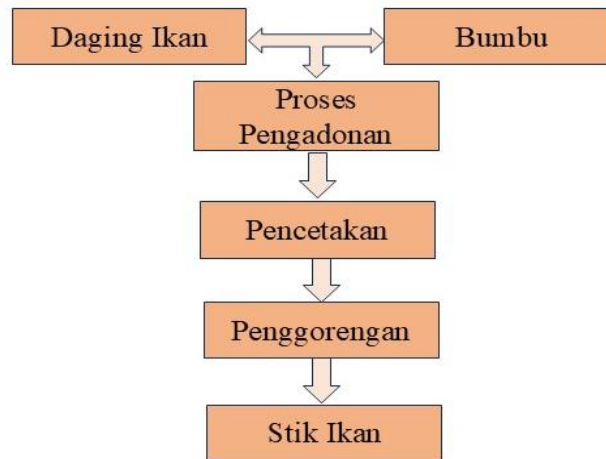 Daging Ikan
Bumbu
Proses
Pengadonan
Pencetakan
Penggorengan
Stik Ikan